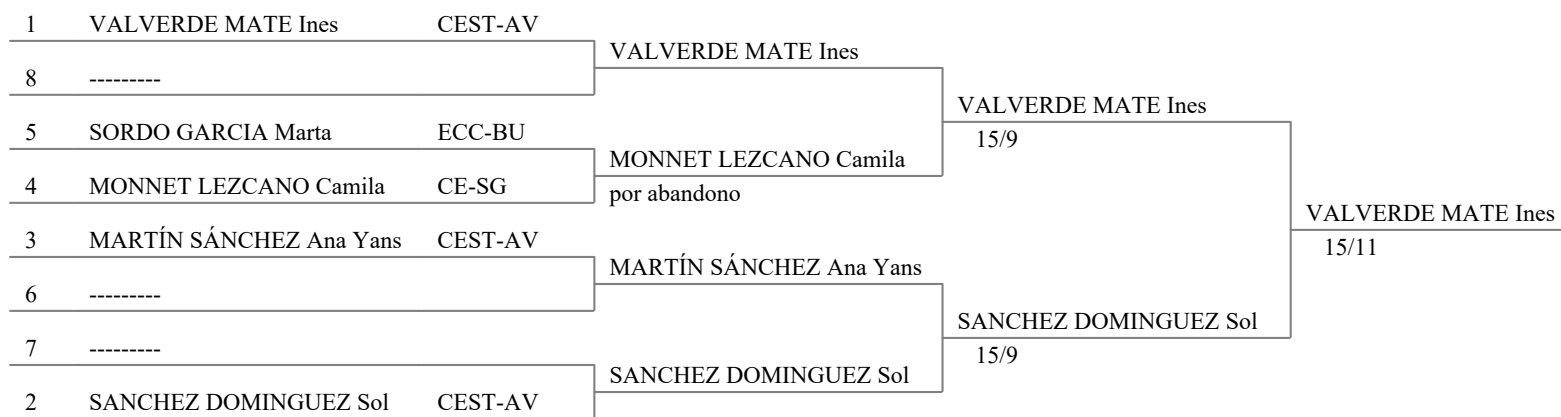 1 VALVERDE MATE Ines CEST-AV
VALVERDE MATE Ines
8 ---------
VALVERDE MATE Ines
15/9
5 SORDO GARCIA Marta ECC-BU
MONNET LEZCANO Camila
por abandono
4 MONNET LEZCANO Camila CE-SG
VALVERDE MATE Ines
15/11
3 MARTÍN SÁNCHEZ Ana Yans CEST-AV
MARTÍN SÁNCHEZ Ana Yans
6 ---------
SANCHEZ DOMINGUEZ Sol
15/9
7 ---------
SANCHEZ DOMINGUEZ Sol
2 SANCHEZ DOMINGUEZ Sol CEST-AV